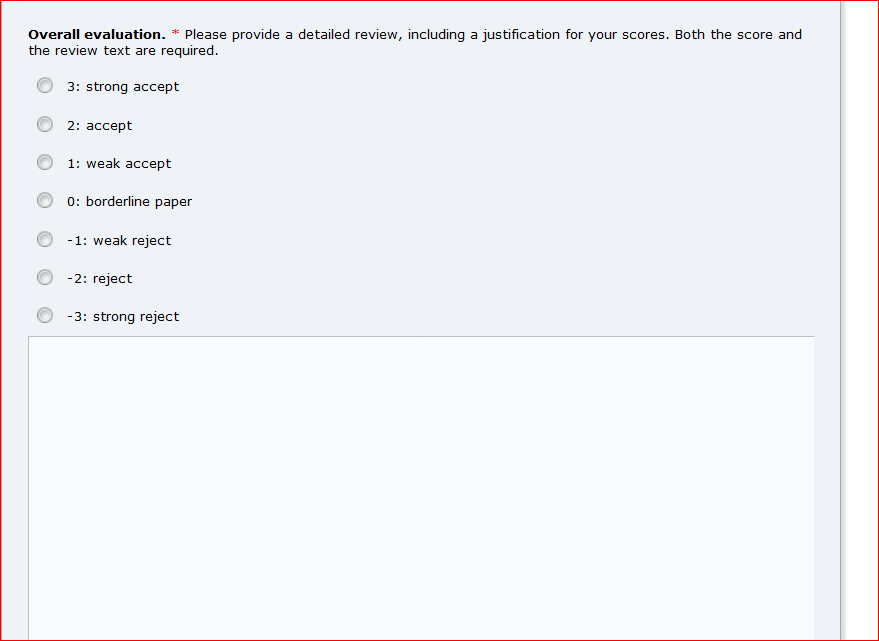 Overall evaluation. * Please provide a detailed review, including a justification for your scores. Both the score and
the review text are required.
3: strong accept
2: accept
1: weak accept
0: borderline paper
-1: weak reject
-2: reject
-3: strong reject